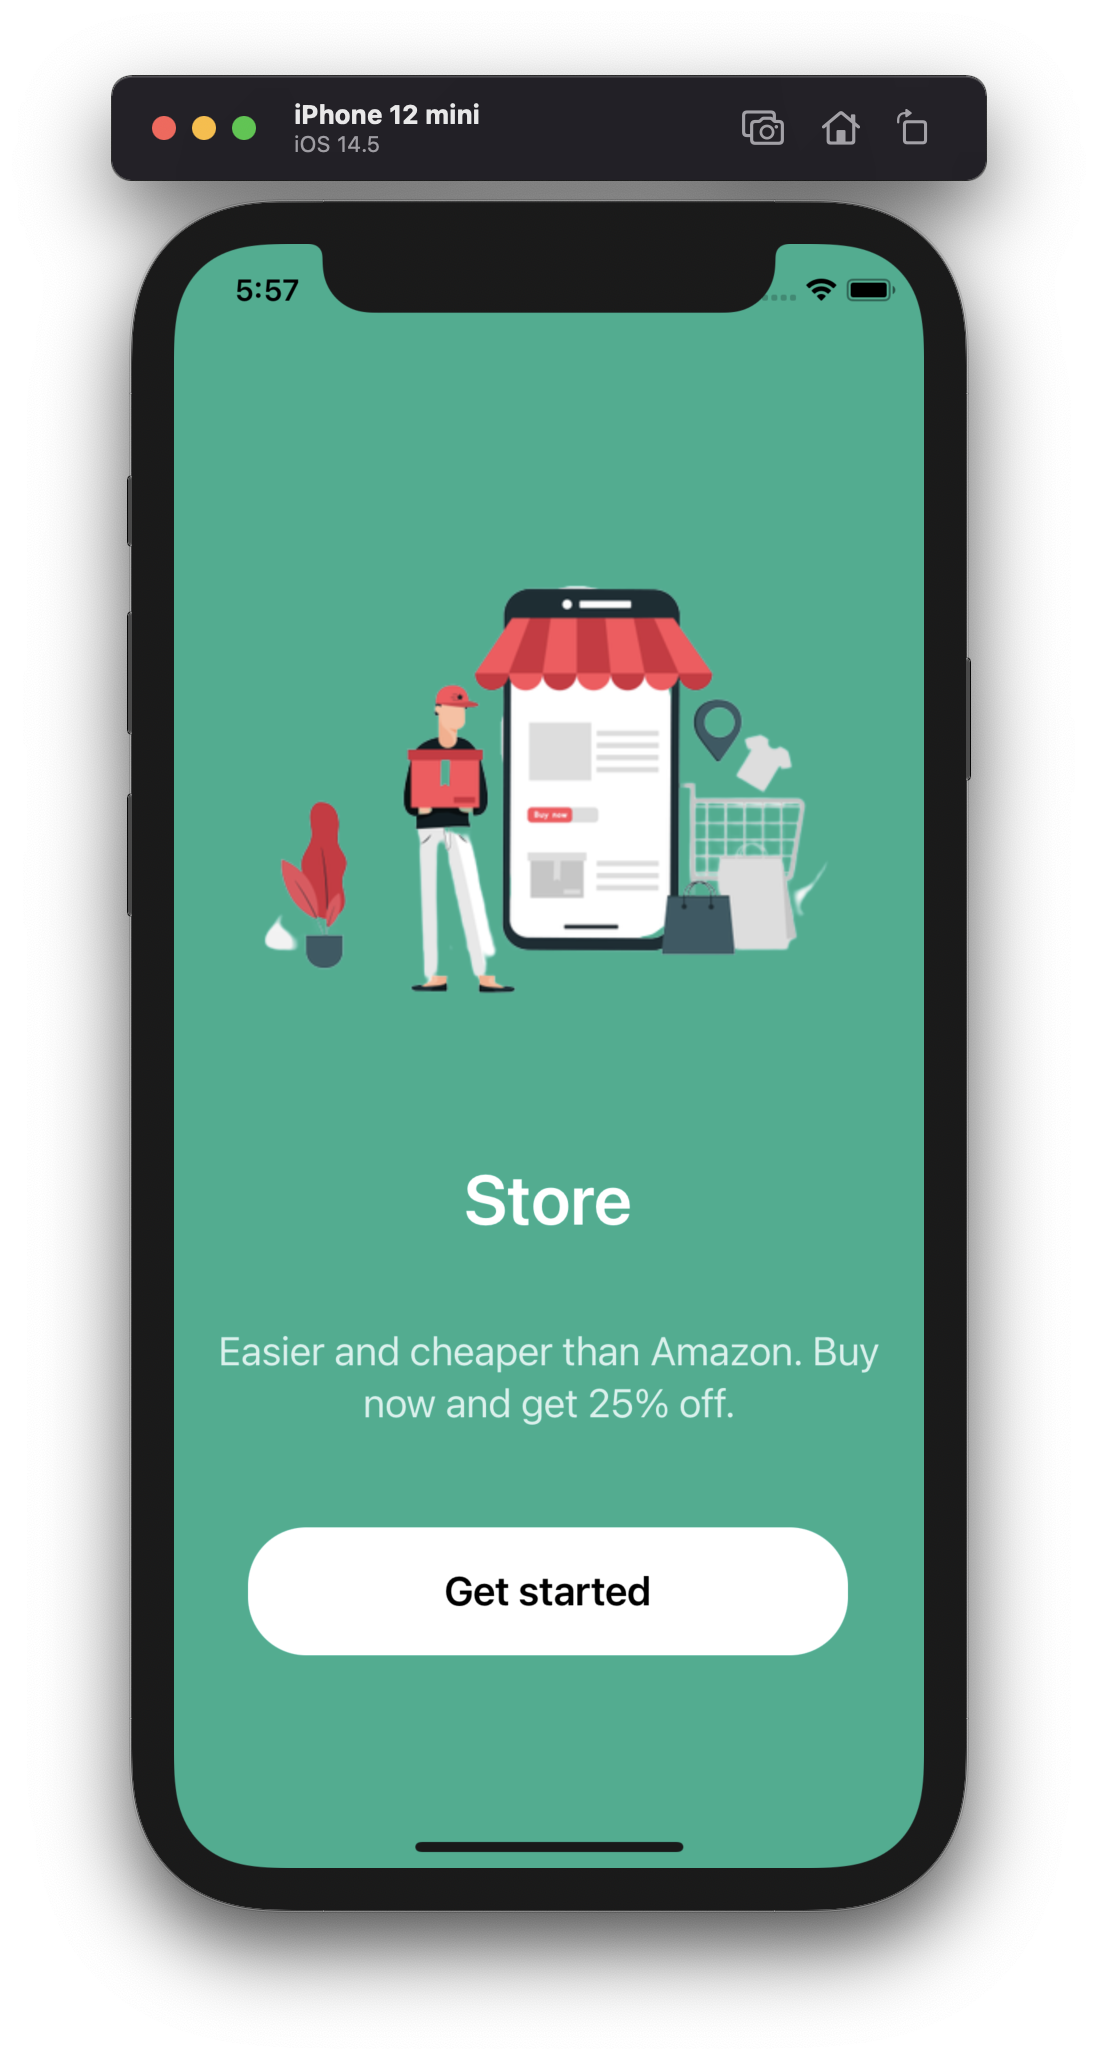 iPhone 12 mini
iOS 14.5
5:57
Buy now
Store
Easier and cheaper than Amazon. Buy
now and get 25% off.
Get started